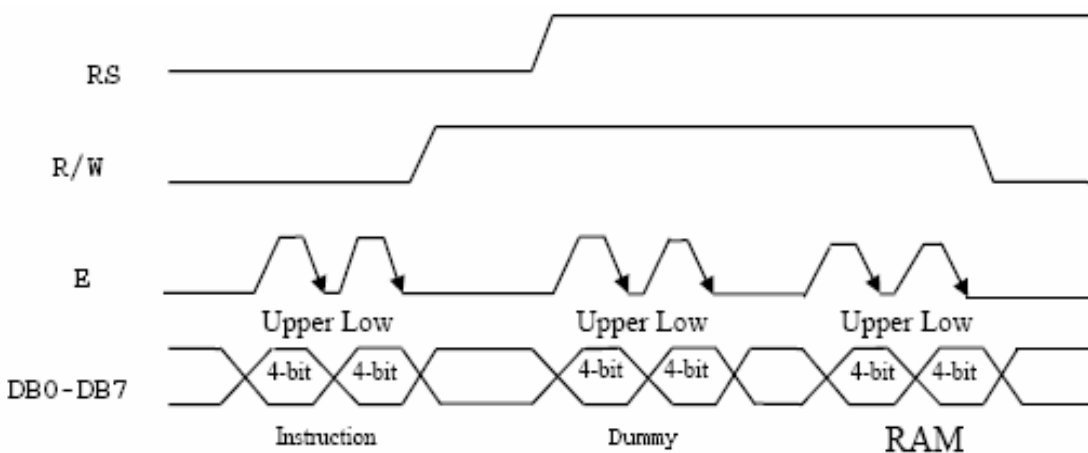 RS
R/W
E
Upper Low Upper Low Upper Low
DB0-DB7 4-bit 4-bit 4-bit 4-bit 4-bit 4-bit
Instruction Dummy RAM